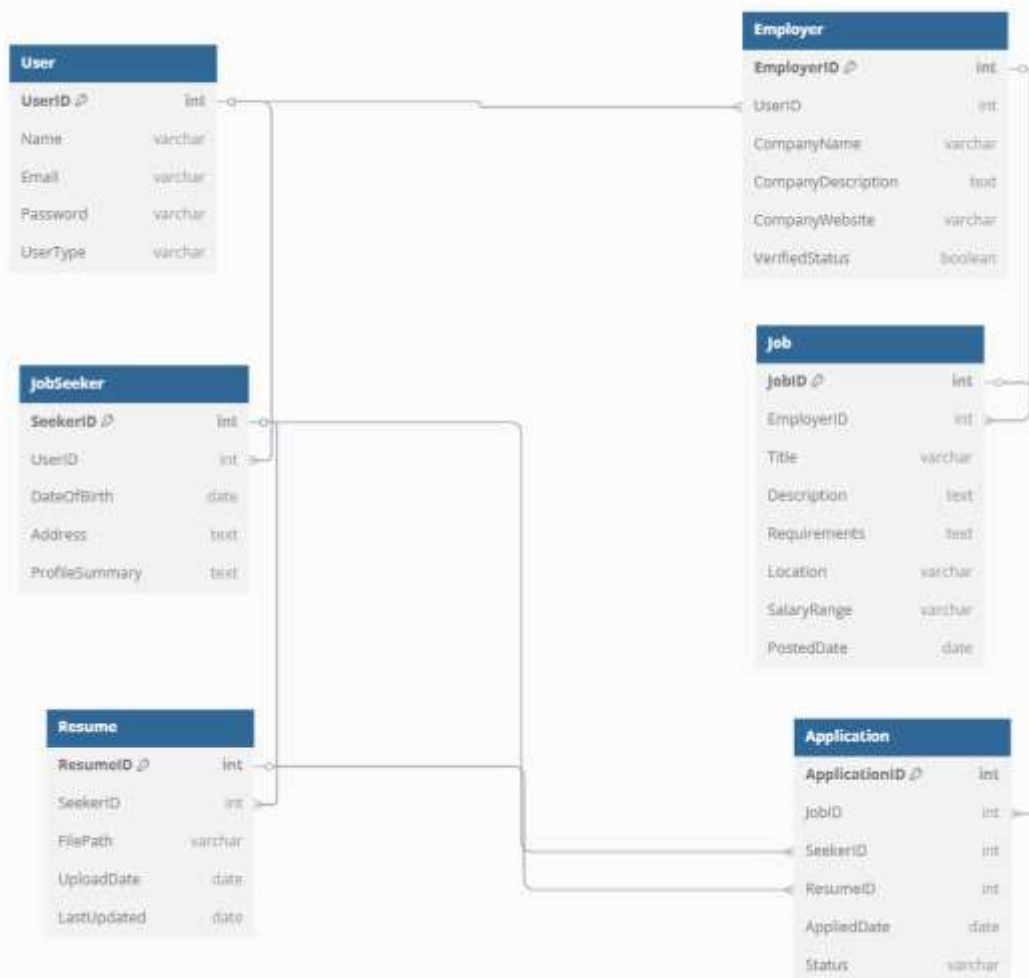 User
UserID int
Name varchar
Email varchar
Password varchar
UserType varchar
Employer
EmployerID int
UserID int
CompanyName varchar
CompanyDescription text
CompanyWebsite varchar
VerifiedStatus boolean
JobSeeker
SeekerID int
UserID int
DateOfBirth date
Address text
ProfileSummary text
Job
JobID int
EmployerID int
Title varchar
Description text
Requirements text
Location varchar
SalaryRange varchar
PostedDate date
Resume
ResumeID int
SeekerID int
FilePath varchar
UploadDate date
LastUpdated date
Application
ApplicationID int
JobID int
SeekerID int
ResumeID int
AppliedDate date
Status varchar